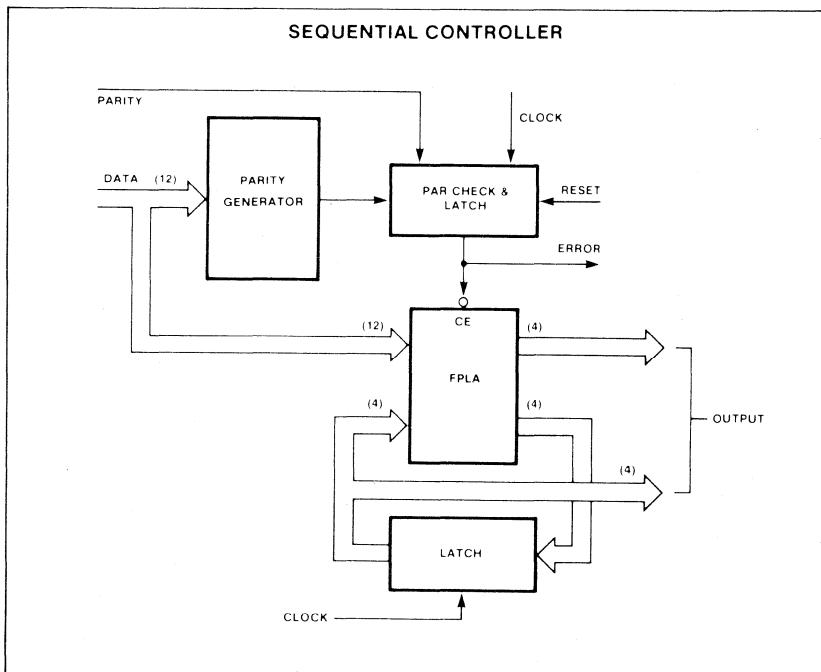 SEQUENTIAL CONTROLLER
PARITY
CLOCK
DATA (12)
PARITY
GENERATOR
PAR CHECK &
LATCH
RESET
ERROR
(12)
CE
(4)
FPLA
(4)
(4)
OUTPUT
(4)
LATCH
CLOCK